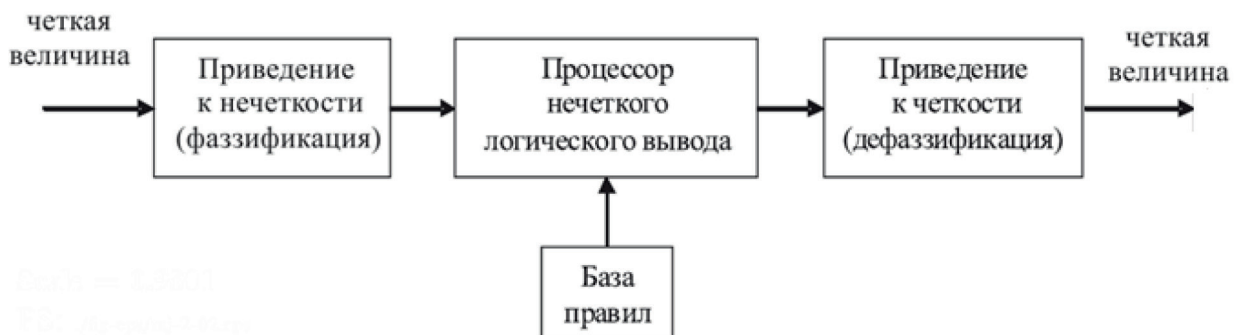 четкая
величина
Приведение
к нечеткости
(фаззификация)
Процессор
нечеткого
логического вывода
Приведение
к четкости
(дефаззификация)
четкая
величина
База
правил